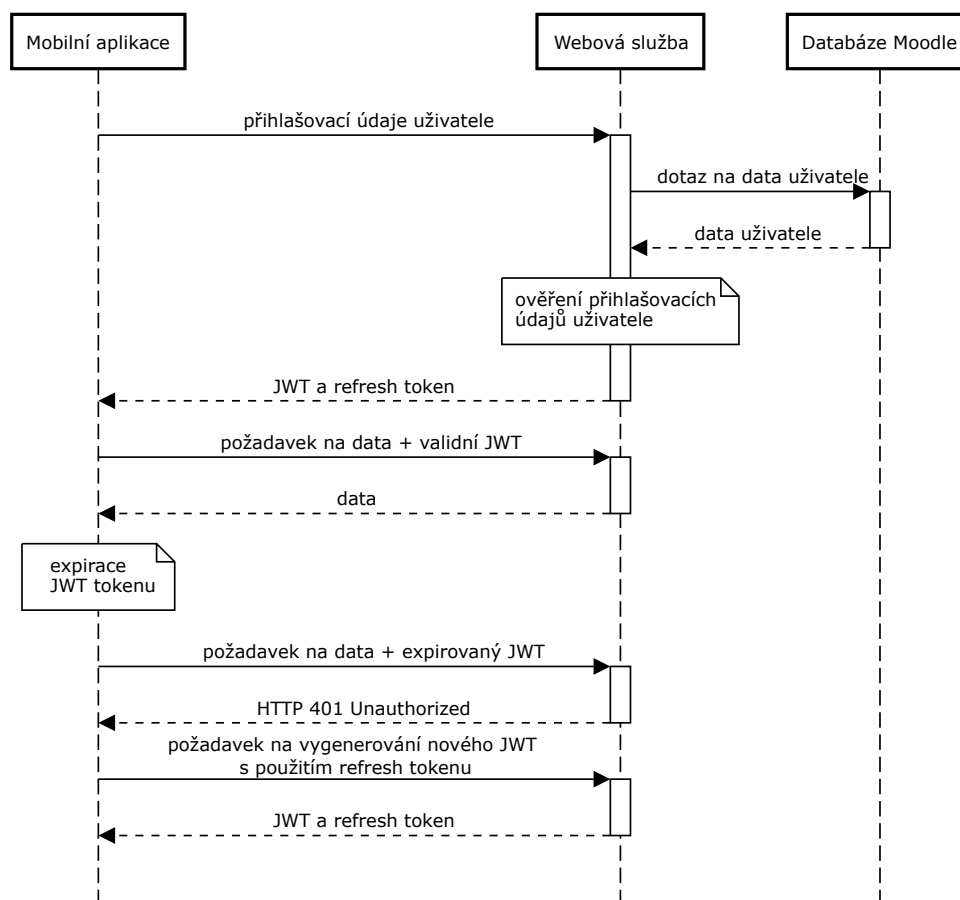 Mobilní aplikace
Webová služba
Databáze Moodle
přihlašovací údaje uživatele
dotaz na data uživatele
data uživatele
ověření přihlašovacích
údajů uživatele
JWT a refresh token
požadavek na data + validní JWT
data
expirace
JWT tokenu
požadavek na data + expirovaný JWT
HTTP 401 Unauthorized
požadavek na vygenerování nového JWT
s použitím refresh tokenu
JWT a refresh token